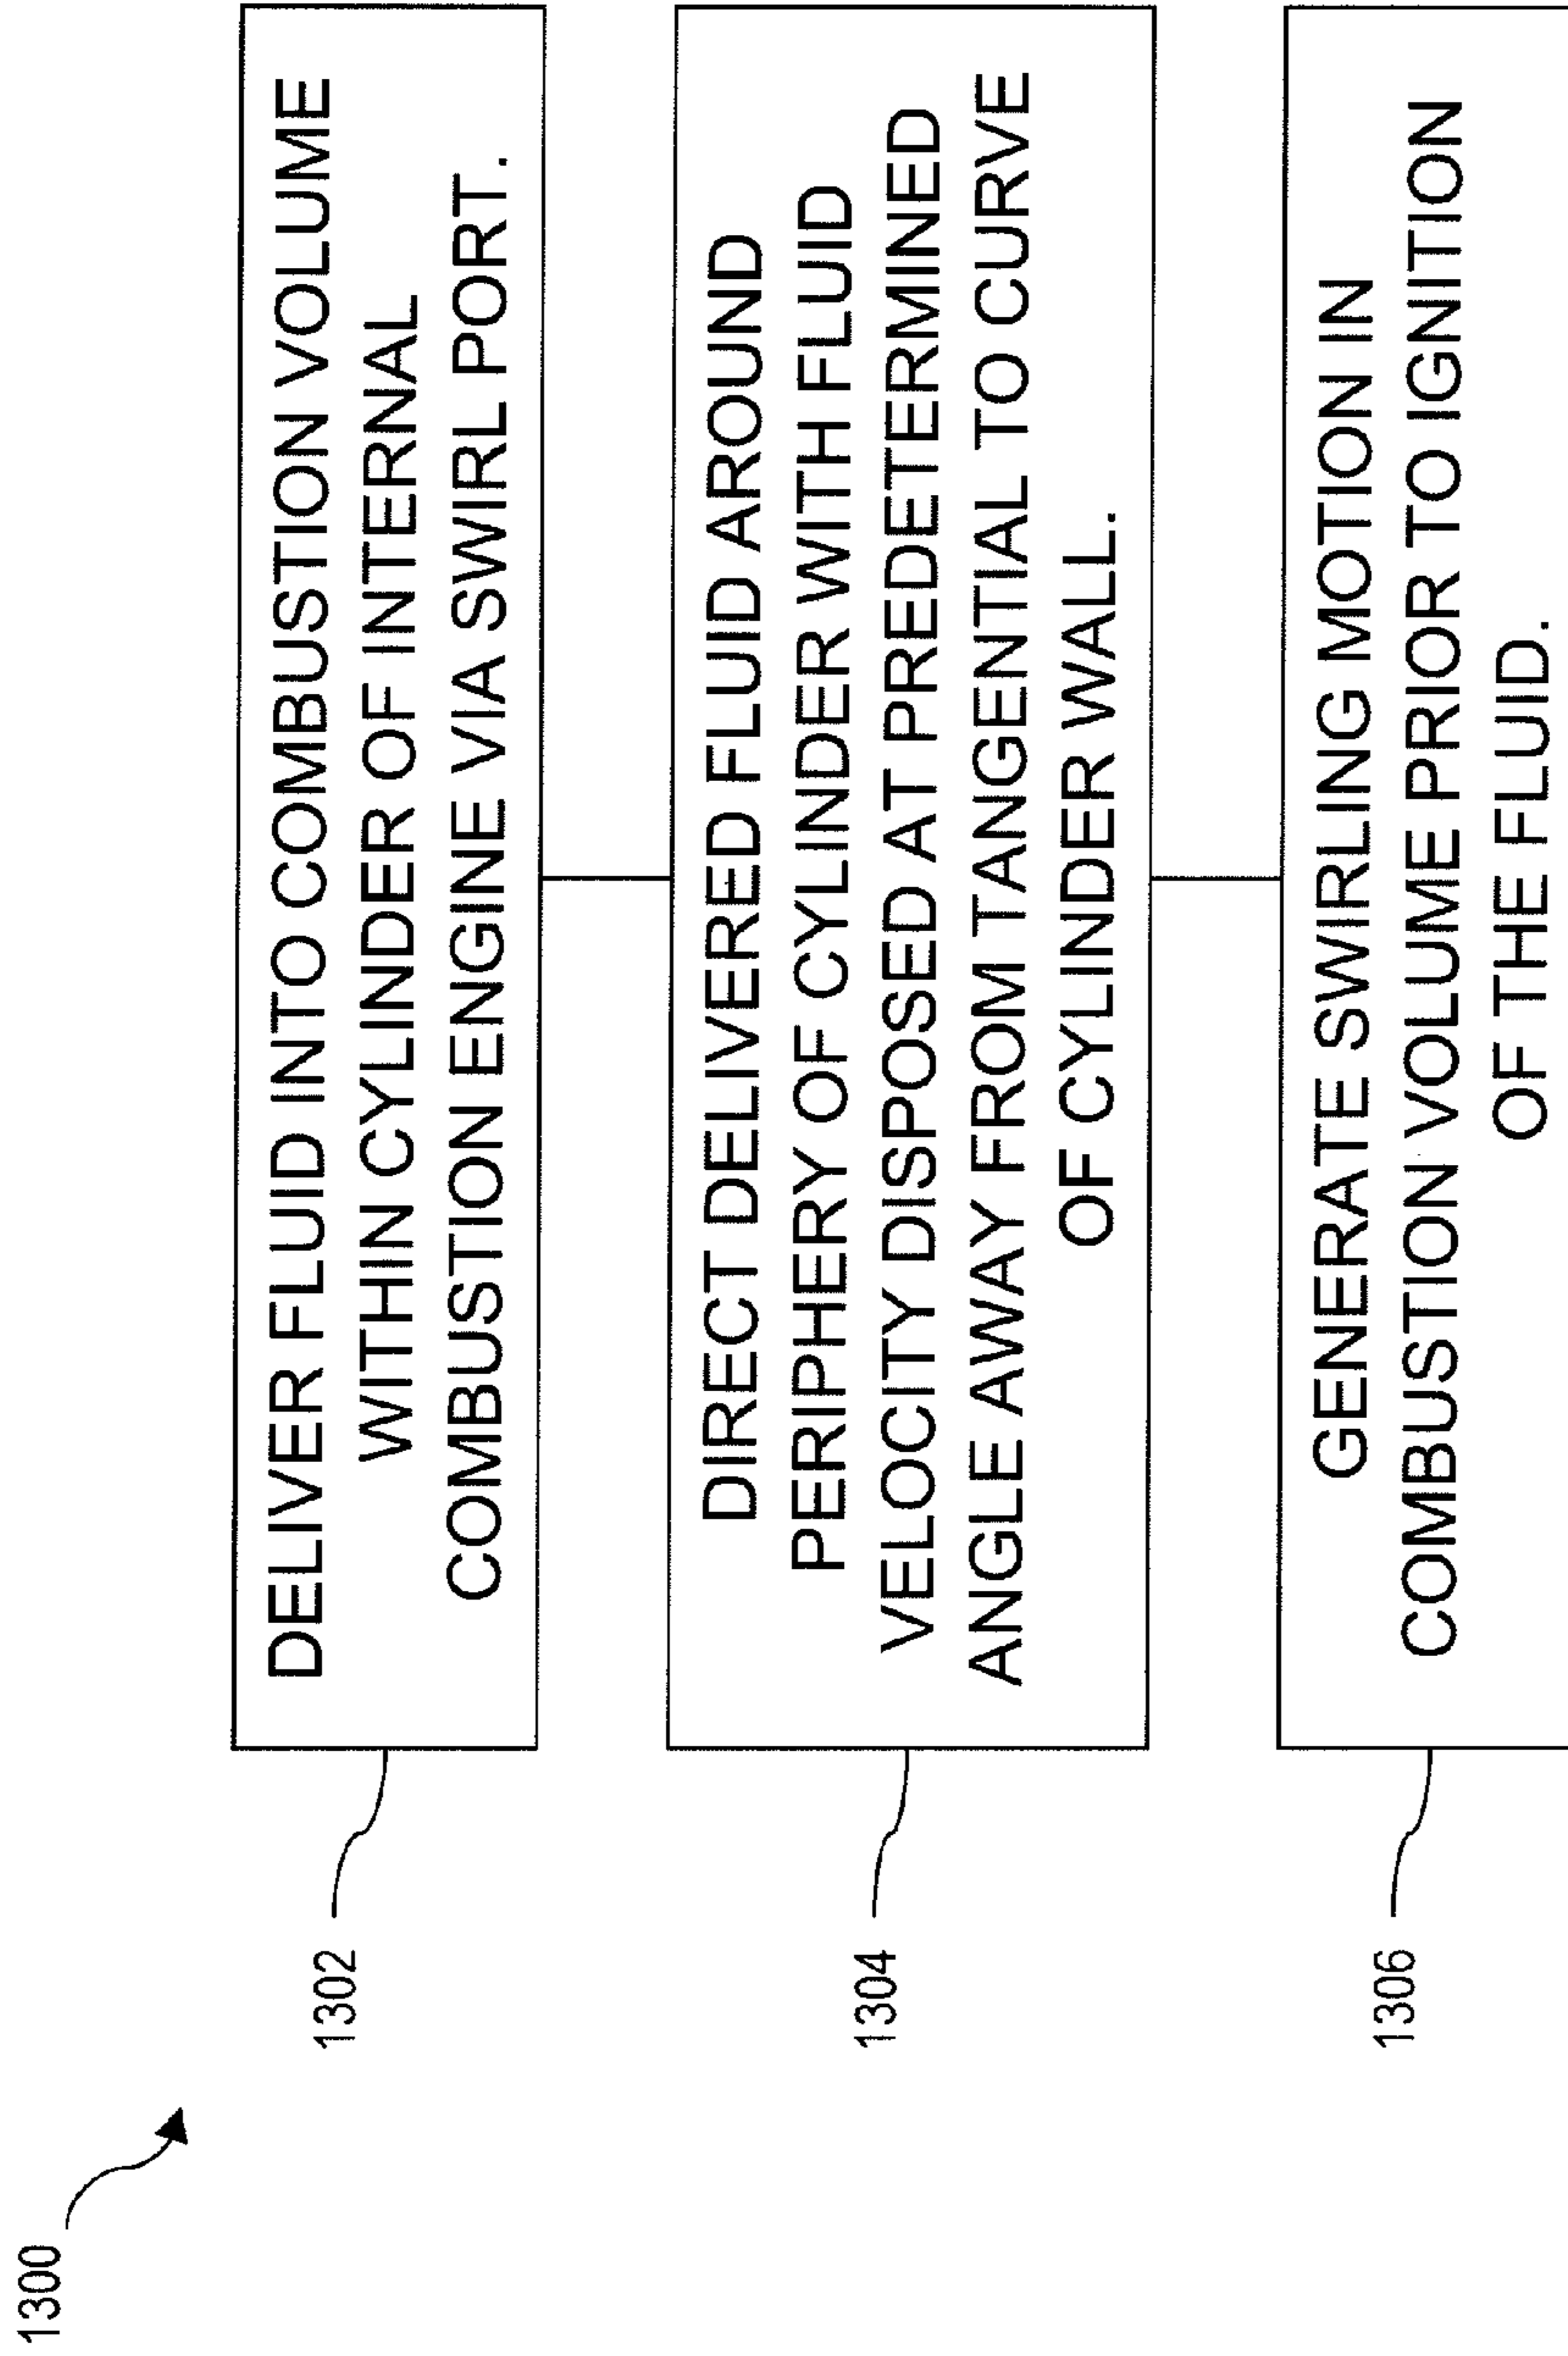 1300
1302
DELIVER FLUID INTO COMBUSTION VOLUME
WITHIN CYLINDER OF INTERNAL
COMBUSTION ENGINE VIA SWIRL PORT.
1304
DIRECT DELIVERED FLUID AROUND
PERIPHERY OF CYLINDER WITH FLUID
VELOCITY DISPOSED AT PREDETERMINED
ANGLE AWAY FROM TANGENTIAL TO CURVE
OF CYLINDER WALL.
1306
GENERATE SWIRLING MOTION IN
COMBUSTION VOLUME PRIOR TO IGNITION
OF THE FLUID.